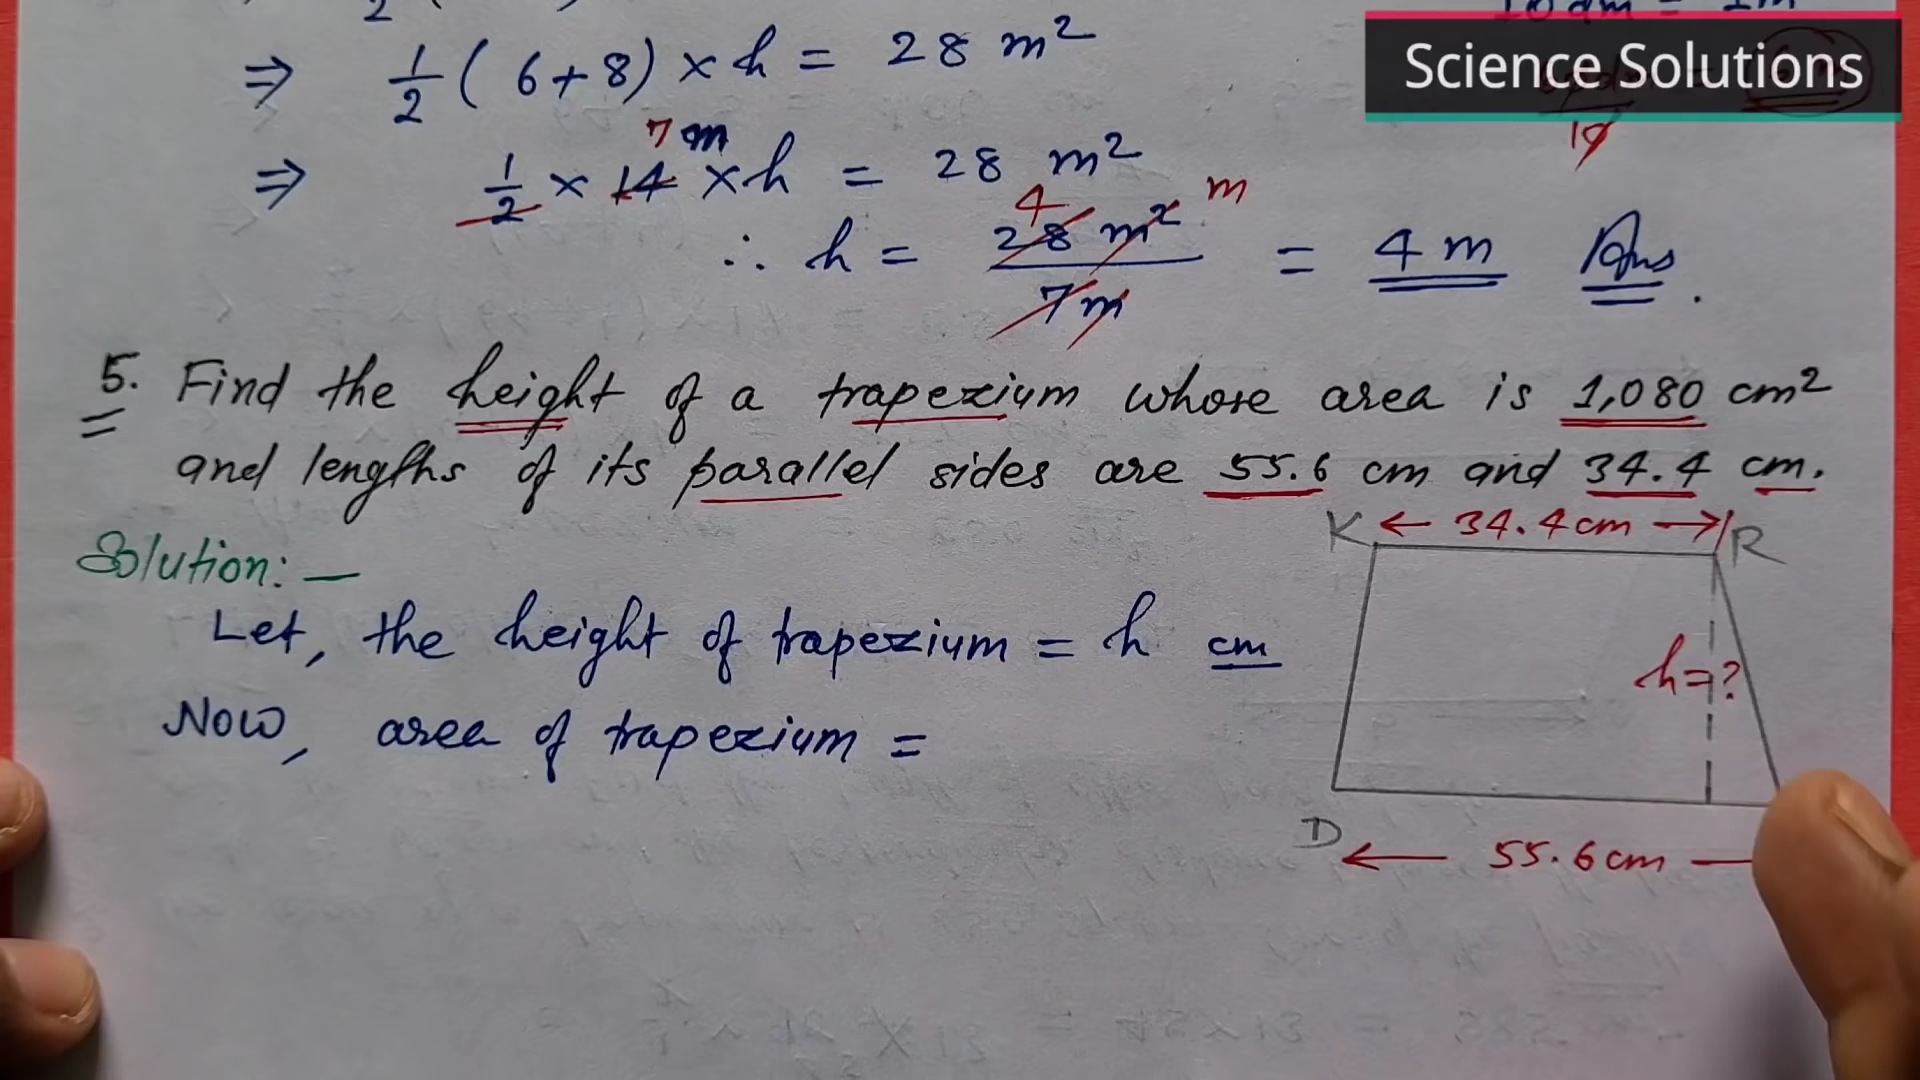 ⇒ 1/2 ( 6+8) × h = 28 m²
Science Solutions
⇒ 1/2 × 14 × h = 28 m²
7 m
10
∴ h = 28 m² / 7 m = 4 m Ans.
4 m
5. Find the height of a trapezium whose area is 1,080 cm²
and lengths of its parallel sides are 55.6 cm and 34.4 cm.
K ← 34.4 cm → R
Solution: —
Let, the height of trapezium = h cm
h = ?
Now, area of trapezium =
D
← 55.6 cm —